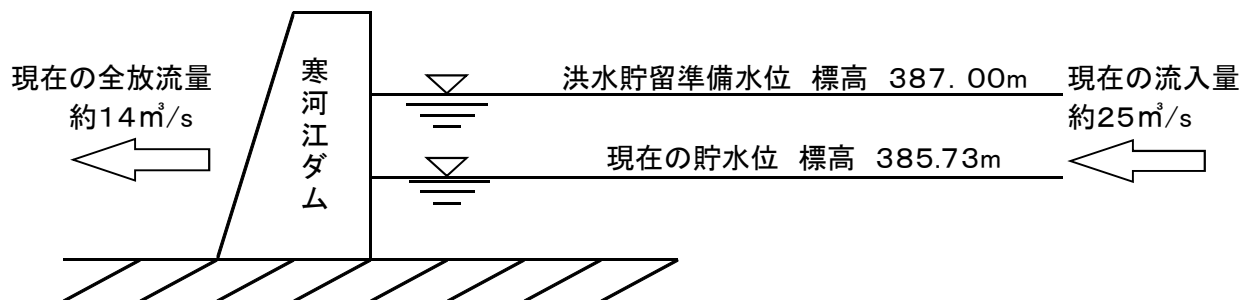 現在の全放流量
約14㎥/s
寒河江ダム
洪水貯留準備水位 標高 387.00m
現在の貯水位 標高 385.73m
現在の流入量
約25㎥/s